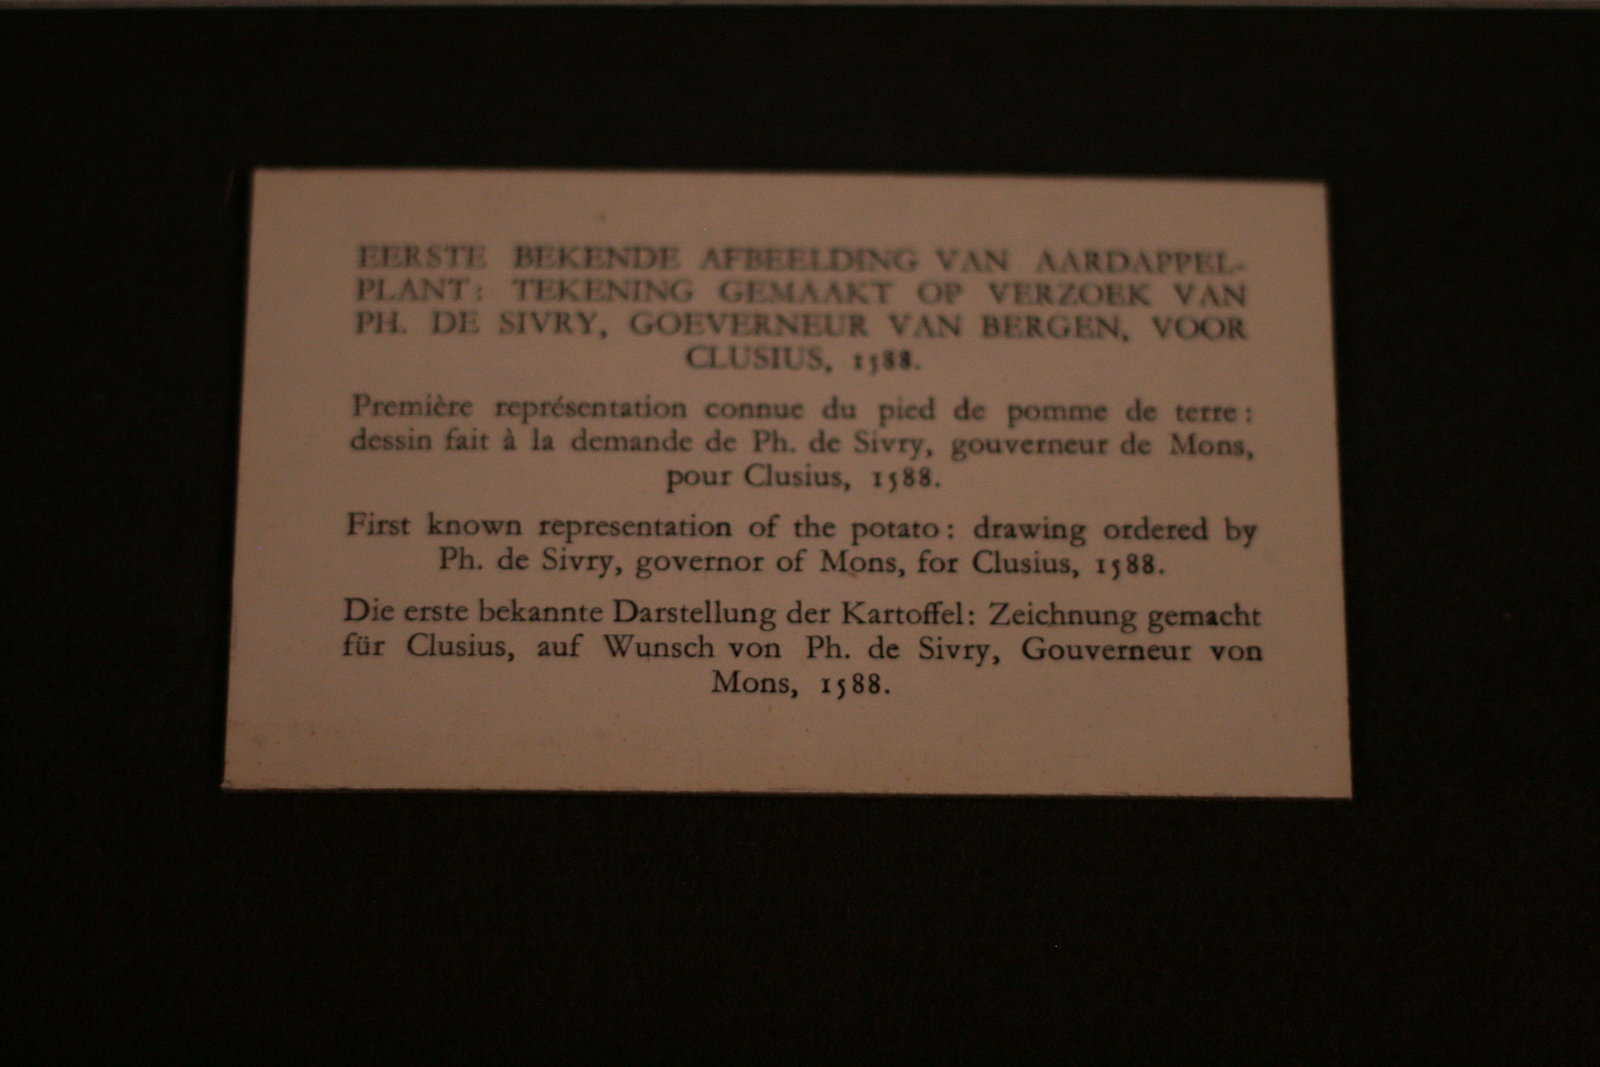 EERSTE BEKENDE AFBEELDING VAN AARDAPPEL-
PLANT: TEKENING GEMAAKT OP VERZOEK VAN
PH. DE SIVRY, GOEVERNEUR VAN BERGEN, VOOR
CLUSIUS, 1588.
Première représentation connue du pied de pomme de terre:
dessin fait à la demande de Ph. de Sivry, gouverneur de Mons,
pour Clusius, 1588.
First known representation of the potato: drawing ordered by
Ph. de Sivry, governor of Mons, for Clusius, 1588.
Die erste bekannte Darstellung der Kartoffel: Zeichnung gemacht
für Clusius, auf Wunsch von Ph. de Sivry, Gouverneur von
Mons, 1588.